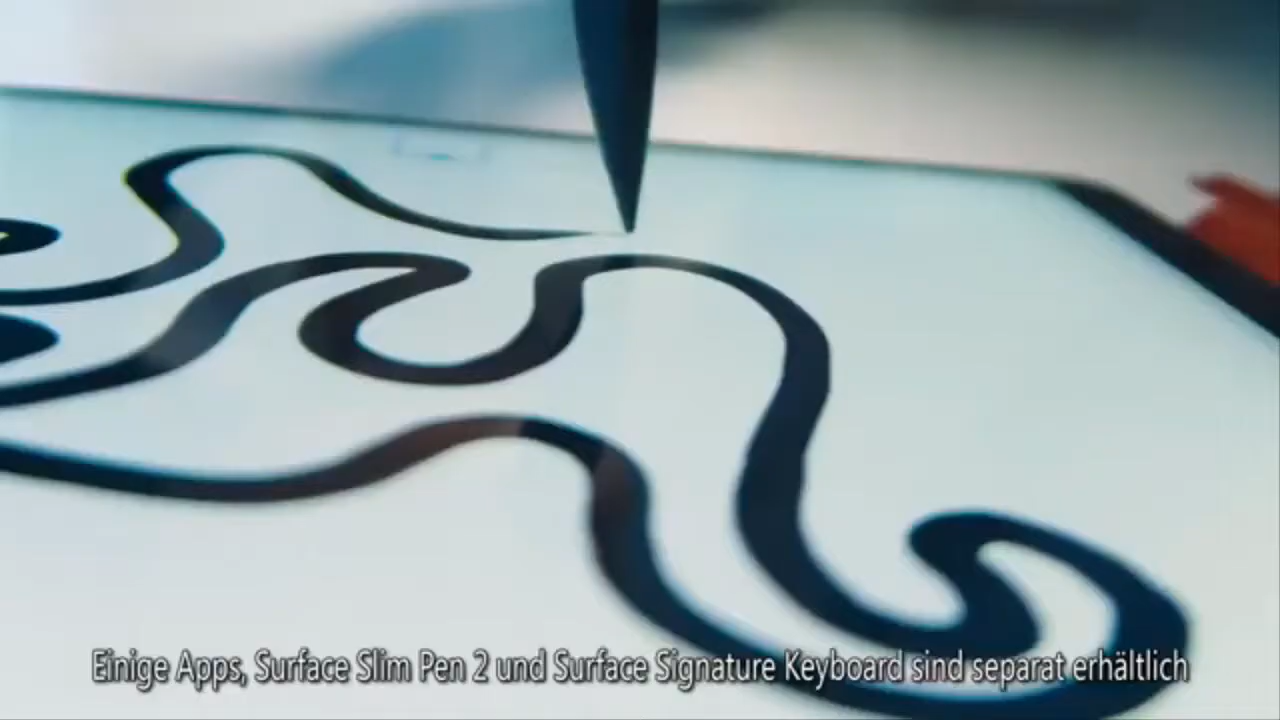 Einige Apps, Surface Slim Pen 2 und Surface Signature Keyboard sind separat erhältlich